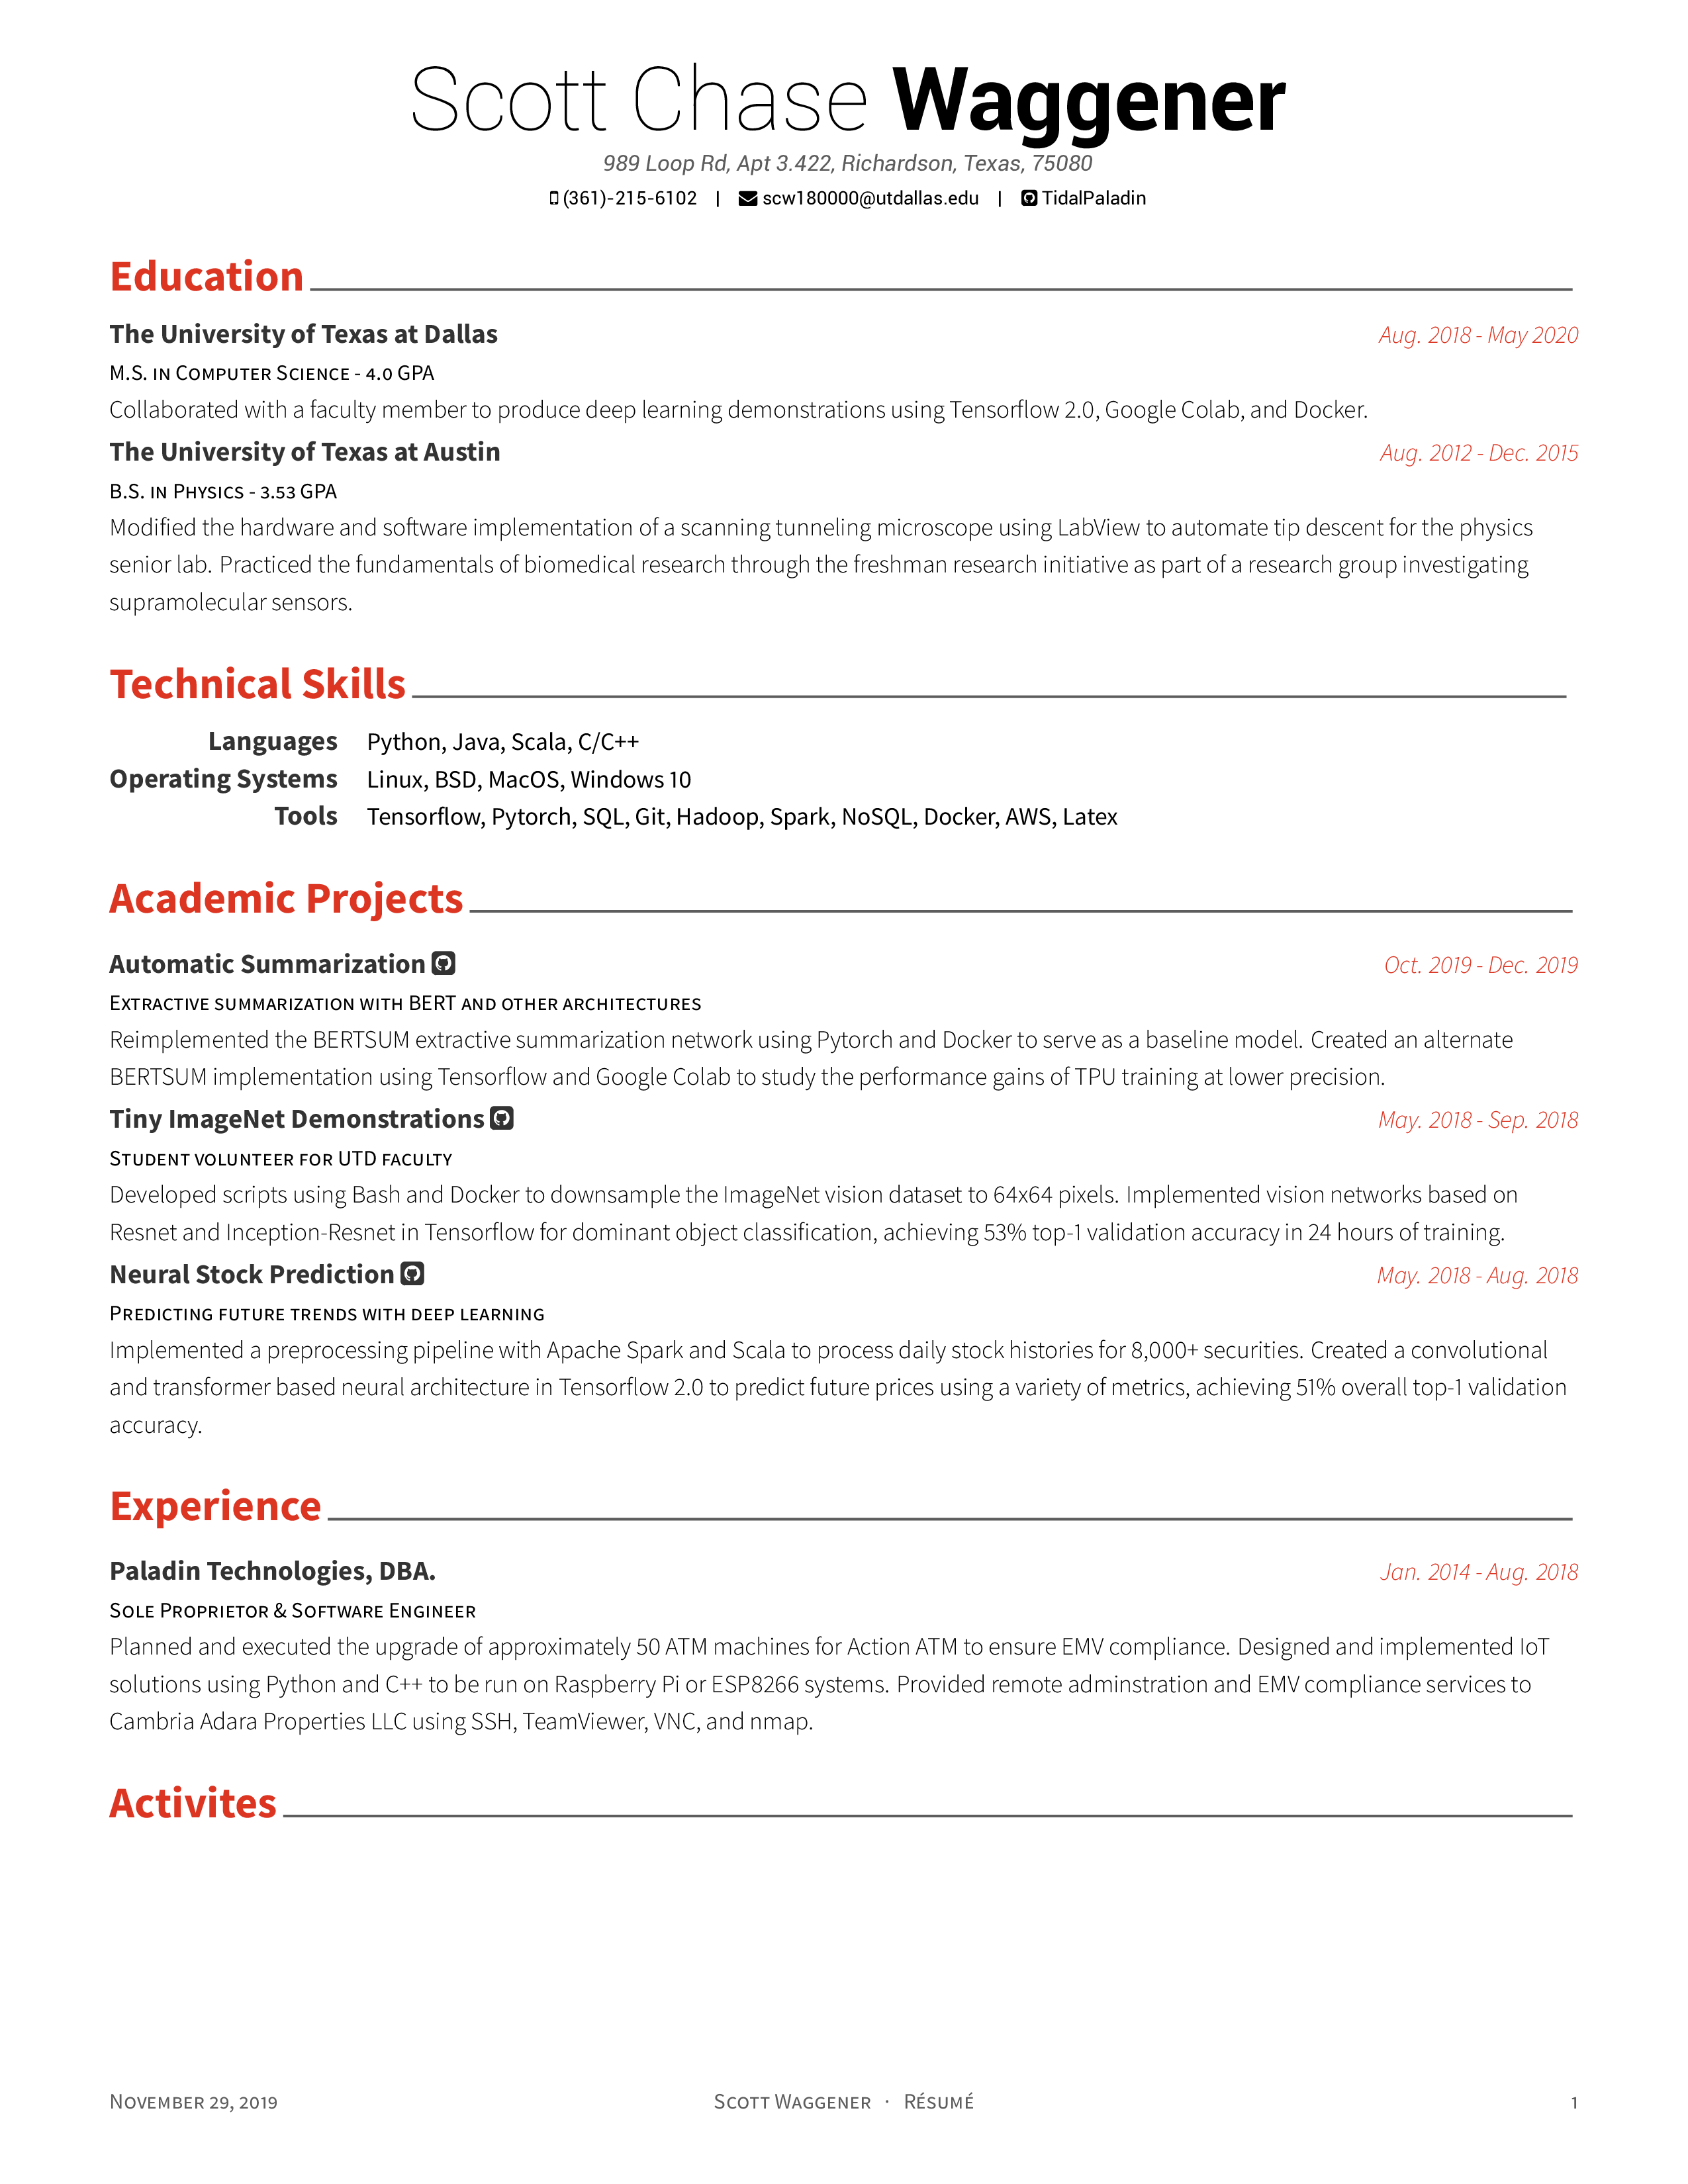 Scott Chase Waggener
989 Loop Rd, Apt 3.422, Richardson, Texas, 75080
(361)-215-6102 | scw180000@utdallas.edu | TidalPaladin
Education
The University of Texas at Dallas Aug. 2018 - May 2020
M.S. in Computer Science - 4.0 GPA
Collaborated with a faculty member to produce deep learning demonstrations using Tensorflow 2.0, Google Colab, and Docker.
The University of Texas at Austin Aug. 2012 - Dec. 2015
B.S. in Physics - 3.53 GPA
Modified the hardware and software implementation of a scanning tunneling microscope using LabView to automate tip descent for the physics
senior lab. Practiced the fundamentals of biomedical research through the freshman research initiative as part of a research group investigating
supramolecular sensors.
Technical Skills
Languages Python, Java, Scala, C/C++
Operating Systems Linux, BSD, MacOS, Windows 10
Tools Tensorflow, Pytorch, SQL, Git, Hadoop, Spark, NoSQL, Docker, AWS, Latex
Academic Projects
Automatic Summarization Oct. 2019 - Dec. 2019
Extractive summarization with BERT and other architectures
Reimplemented the BERTSUM extractive summarization network using Pytorch and Docker to serve as a baseline model. Created an alternate
BERTSUM implementation using Tensorflow and Google Colab to study the performance gains of TPU training at lower precision.
Tiny ImageNet Demonstrations May. 2018 - Sep. 2018
Student volunteer for UTD faculty
Developed scripts using Bash and Docker to downsample the ImageNet vision dataset to 64x64 pixels. Implemented vision networks based on
Resnet and Inception-Resnet in Tensorflow for dominant object classification, achieving 53% top-1 validation accuracy in 24 hours of training.
Neural Stock Prediction May. 2018 - Aug. 2018
Predicting future trends with deep learning
Implemented a preprocessing pipeline with Apache Spark and Scala to process daily stock histories for 8,000+ securities. Created a convolutional
and transformer based neural architecture in Tensorflow 2.0 to predict future prices using a variety of metrics, achieving 51% overall top-1 validation
accuracy.
Experience
Paladin Technologies, DBA. Jan. 2014 - Aug. 2018
Sole Proprietor & Software Engineer
Planned and executed the upgrade of approximately 50 ATM machines for Action ATM to ensure EMV compliance. Designed and implemented IoT
solutions using Python and C++ to be run on Raspberry Pi or ESP8266 systems. Provided remote adminstration and EMV compliance services to
Cambria Adara Properties LLC using SSH, TeamViewer, VNC, and nmap.
Activites
November 29, 2019 Scott Waggener · Résumé 1